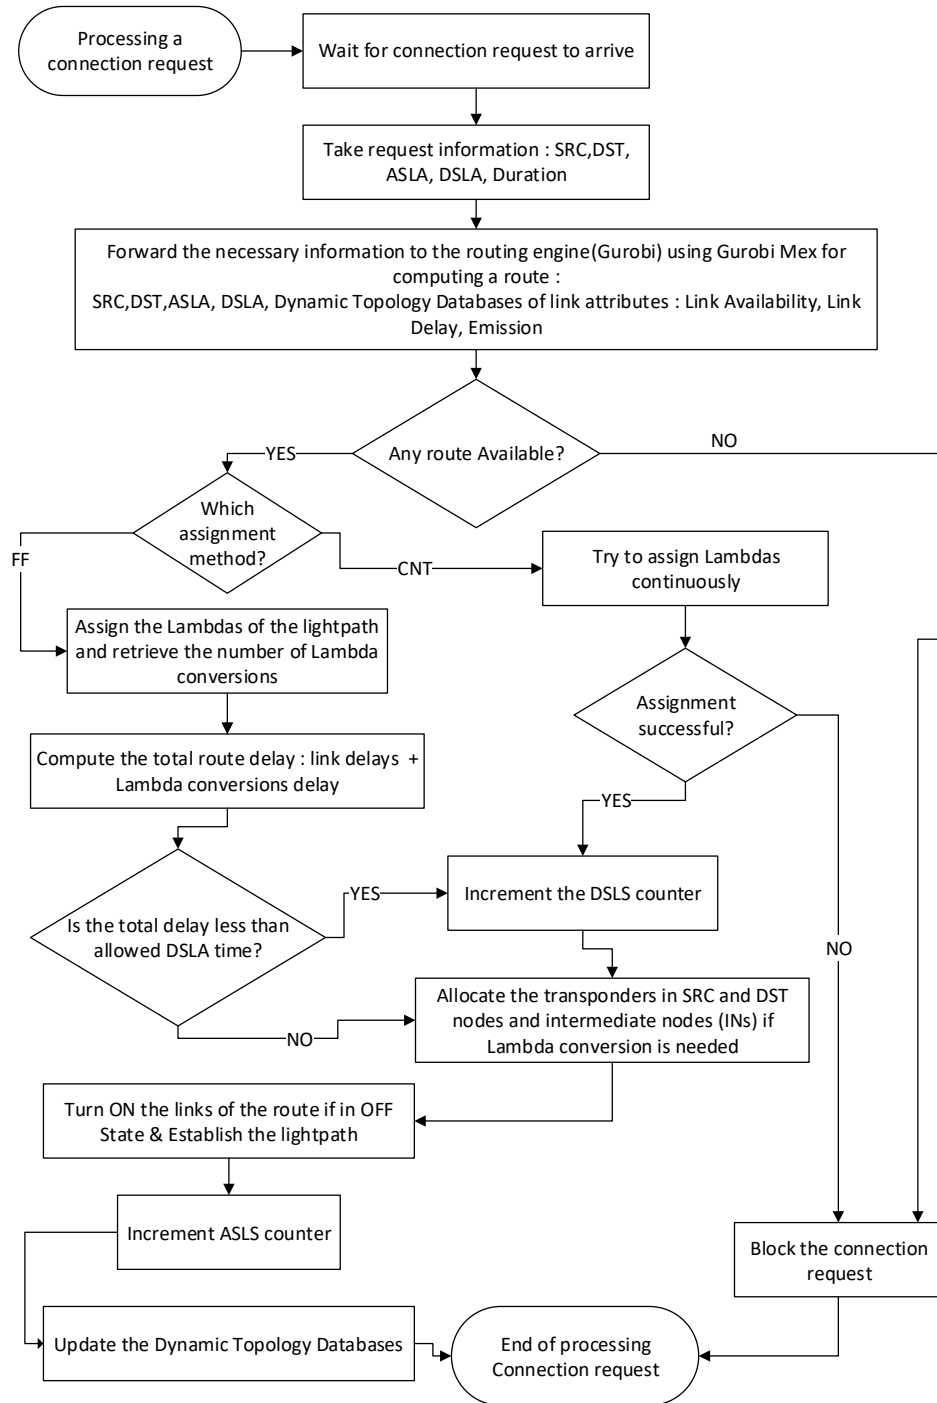 Processing a
connection request
Wait for connection request to arrive
Take request information : SRC,DST,
ASLA, DSLA, Duration
Forward the necessary information to the routing engine(Gurobi) using Gurobi Mex for
computing a route :
SRC,DST,ASLA, DSLA, Dynamic Topology Databases of link attributes : Link Availability, Link
Delay, Emission
Any route Available?
YES
NO
Which
assignment
method?
FF
CNT
Try to assign Lambdas
continuously
Assign the Lambdas of the lightpath
and retrieve the number of Lambda
conversions
Assignment
successful?
Compute the total route delay : link delays +
Lambda conversions delay
YES
Is the total delay less than
allowed DSLA time?
YES
Increment the DSLS counter
NO
Allocate the transponders in SRC and DST
nodes and intermediate nodes (INs) if
Lambda conversion is needed
NO
Turn ON the links of the route if in OFF
State & Establish the lightpath
Increment ASLS counter
Block the connection
request
Update the Dynamic Topology Databases
End of processing
Connection request